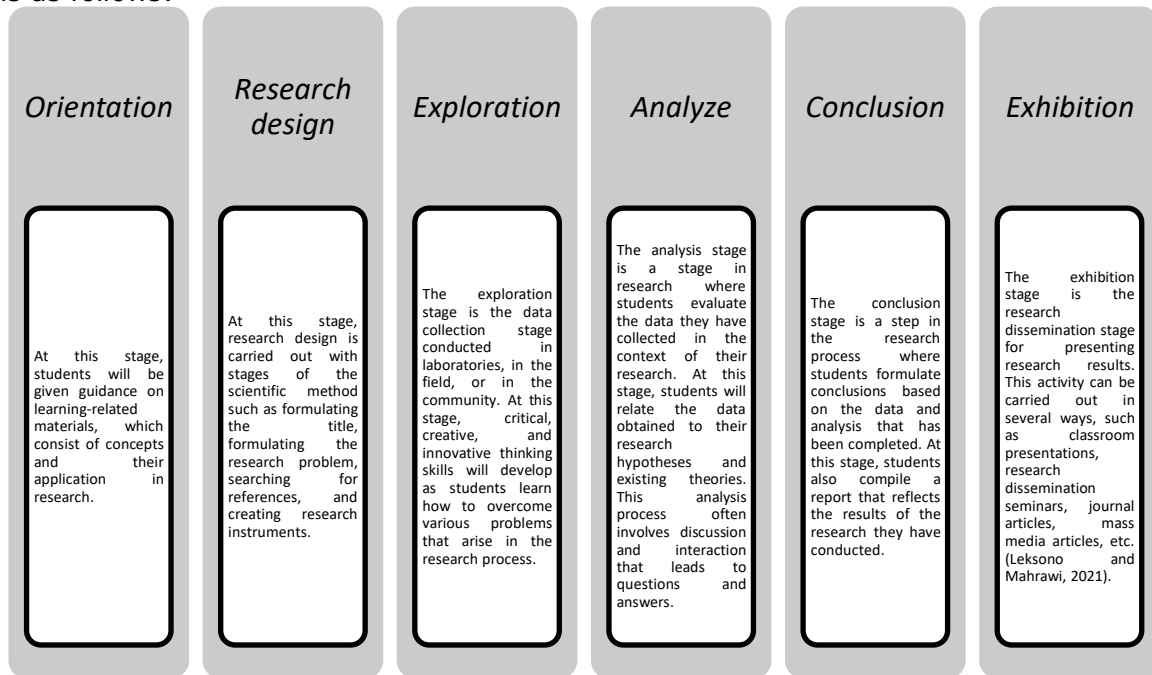 is as follows:
Orientation
At this stage,
students will be
given guidance on
learning-related
materials, which
consist of concepts
and their
application in
research.
Research
design
At this stage,
research design is
carried out with
stages of the
scientific method
such as formulating
the title,
formulating the
research problem,
searching for
references, and
creating research
instruments.
Exploration
The exploration
stage is the data
collection stage
conducted in
laboratories, in the
field, or in the
community. At this
stage, critical,
creative, and
innovative thinking
skills will develop
as students learn
how to overcome
various problems
that arise in the
research process.
Analyze
The analysis stage
is a stage in
research where
students evaluate
the data they have
collected in the
context of their
research. At this
stage, students will
relate the data
obtained to their
research
hypotheses and
existing theories.
This analysis
process often
involves discussion
and interaction
that leads to
questions and
answers.
Conclusion
The conclusion
stage is a step in
the research
process where
students formulate
conclusions based
on the data and
analysis that has
been completed. At
this stage, students
also compile a
report that reflects
the results of the
research they have
conducted.
Exhibition
The exhibition
stage is the
research
dissemination stage
for presenting
research results.
This activity can be
carried out in
several ways, such
as classroom
presentations,
research
dissemination
seminars, journal
articles, mass
media articles, etc.
(Leksono and
Mahrawi, 2021).